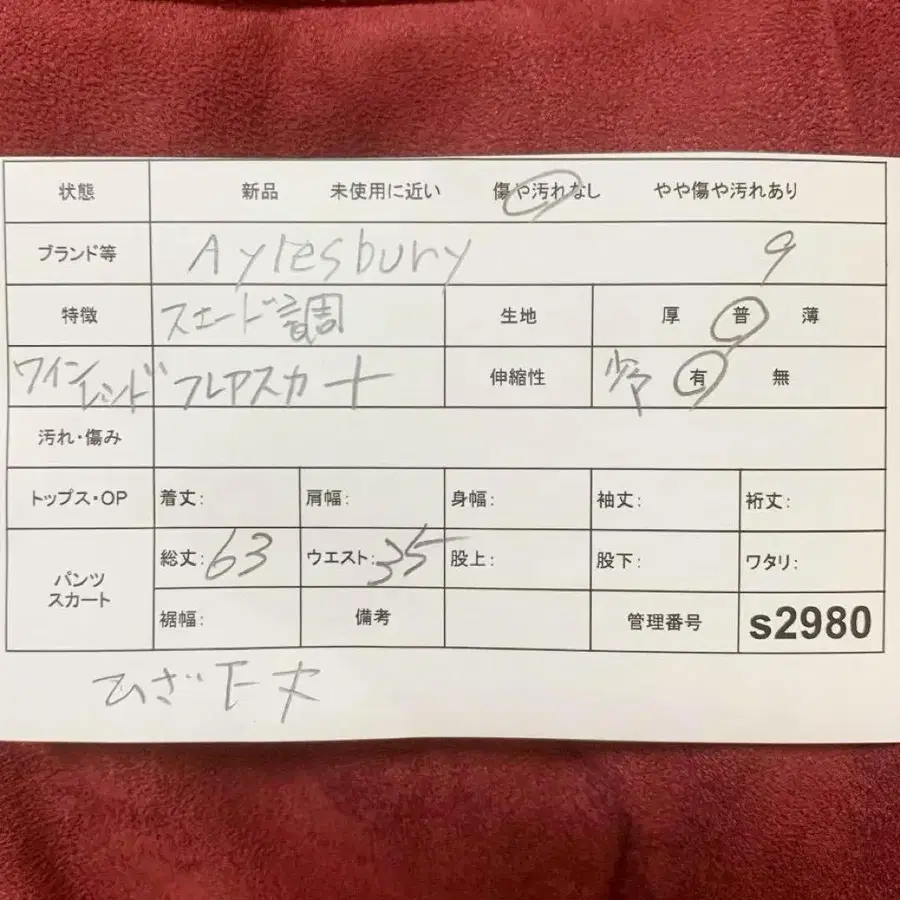 状態 新品 未使用に近い 傷や汚れなし やや傷や汚れあり
ブランド等 Aylesbury 9
特徴 スエード調 生地 厚 普 薄
ワインレッド フレアスカート 伸縮性 少々 有 無
汚れ・傷み
トップス・OP 着丈: 肩幅: 身幅: 袖丈: 裄丈:
パンツ スカート 総丈: 63 ウエスト: 35 股上: 股下: ワタリ:
裾幅: 備考 管理番号 s2980
ひざ下丈